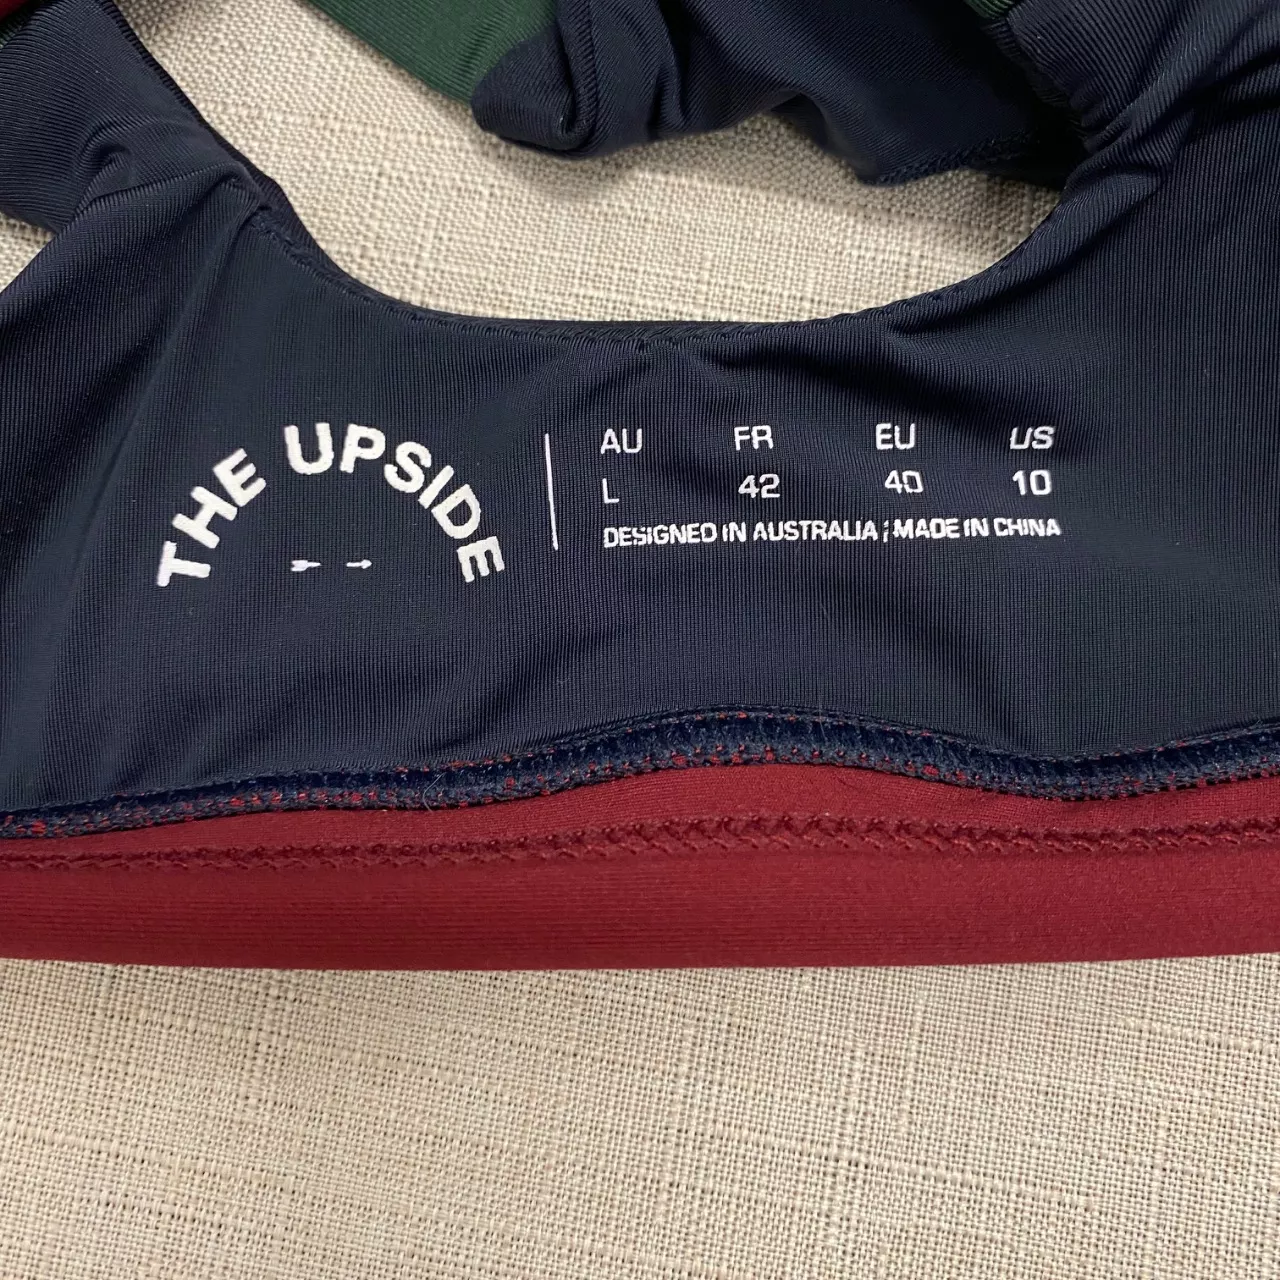 THE UPSIDE
AU FR EU US
L 42 40 10
DESIGNED IN AUSTRALIA ; MADE IN CHINA